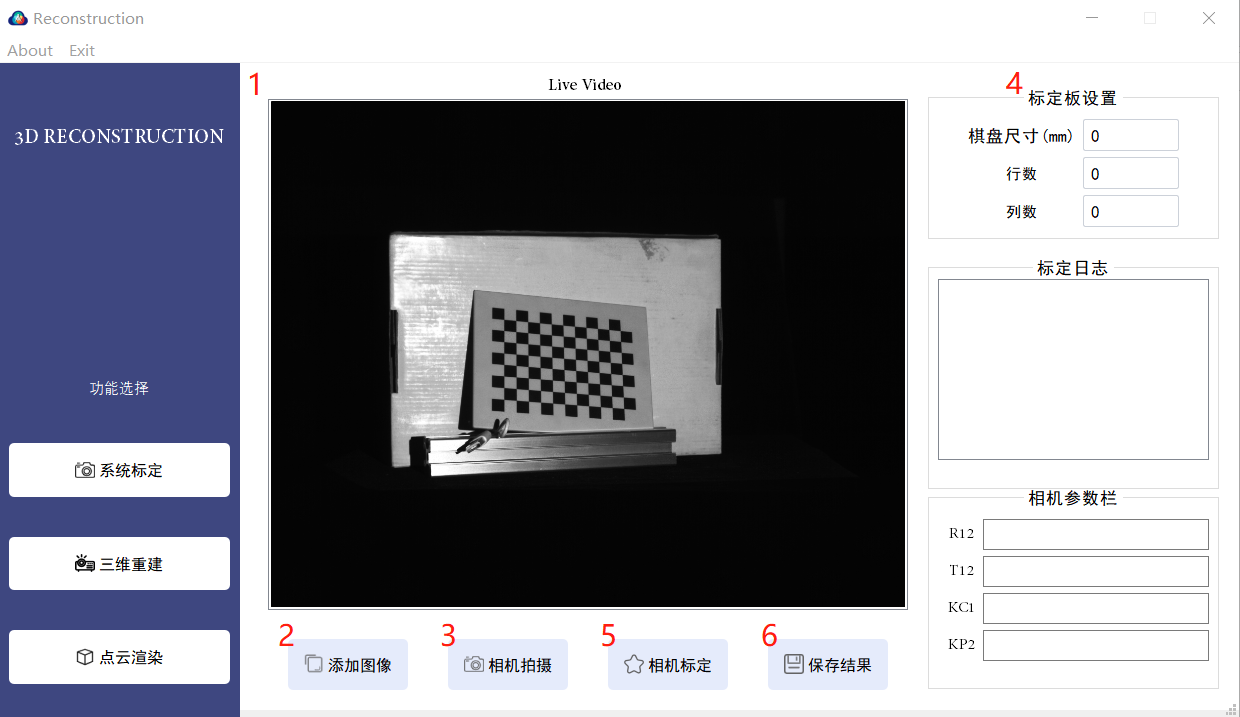 Reconstruction
About Exit
3D RECONSTRUCTION
功能选择
系统标定
三维重建
点云渲染
1
Live Video
2
添加图像
3
相机拍摄
5
相机标定
6
保存结果
4
标定板设置
棋盘尺寸(mm) 0
行数 0
列数 0
标定日志
相机参数栏
R12
T12
KC1
KP2